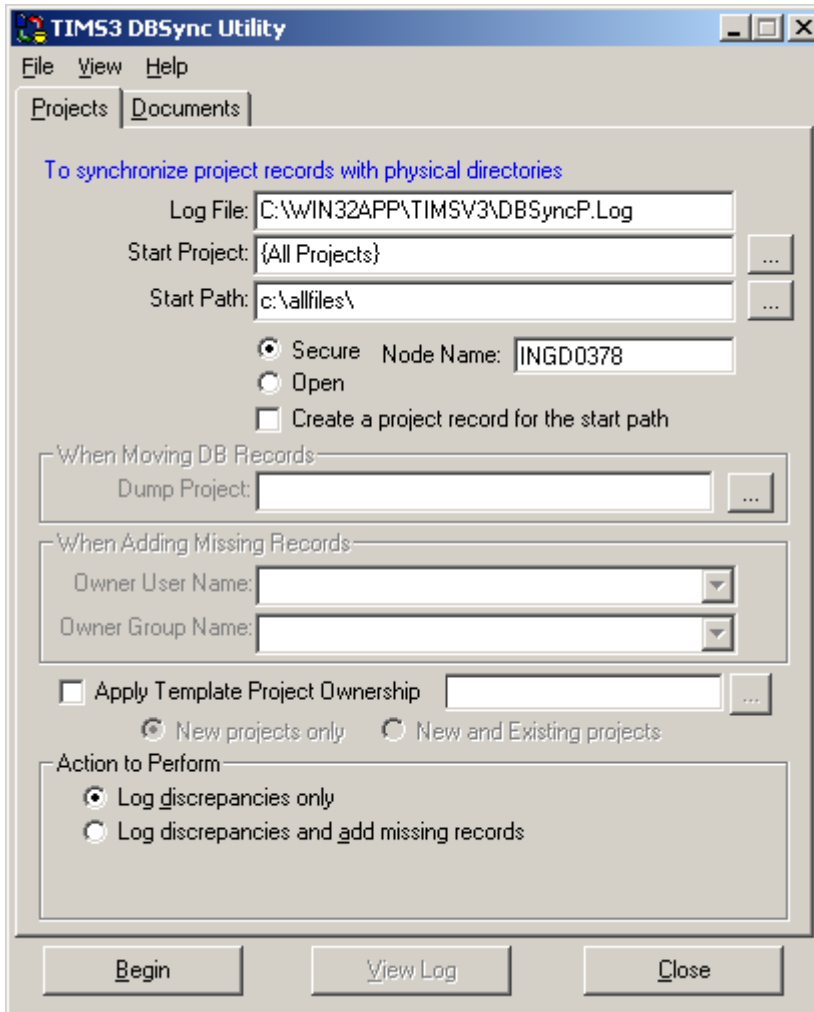 TIMS3 DBSync Utility
File View Help
Projects Documents
To synchronize project records with physical directories
Log File: C:\WIN32APP\TIMSV3\DBSyncP.Log
Start Project: {All Projects} ...
Start Path: c:\allfiles\ ...
Secure Node Name: INGD0378
Open
Create a project record for the start path
When Moving DB Records
Dump Project: ...
When Adding Missing Records
Owner User Name:
Owner Group Name:
Apply Template Project Ownership ...
New projects only New and Existing projects
Action to Perform
Log discrepancies only
Log discrepancies and add missing records
Begin View Log Close